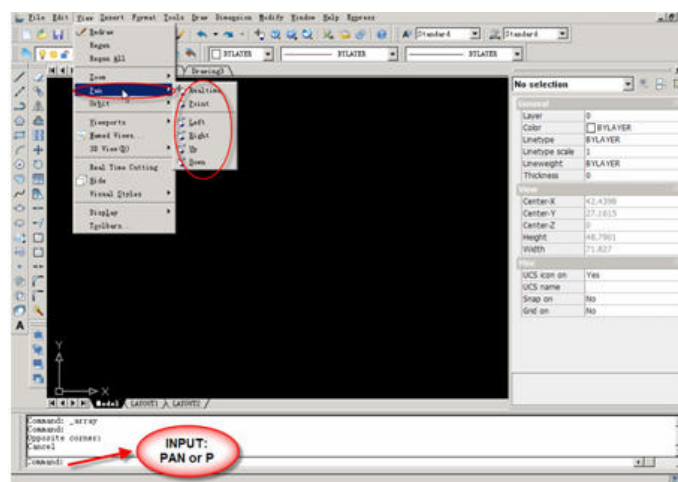 File Edit View Insert Format Tools Draw Dimension Modify Window Help Express
Redraw
Standard
Standard
Regen
Regen All
BYLAYER
BYLAYER
BYLAYER
Drawing3
Zoom
Pan
Realtime
Orbit
Point
Viewports
Left
Named Views...
Right
3D View(D)
Up
Real Time Cutting
Down
Hide
Visual Styles
Display
Toolbars...
No selection
General
Layer 0
Color BYLAYER
Linetype BYLAYER
Linetype scale 1
Lineweight BYLAYER
Thickness 0
View
Center-X 42.4398
Center-Y 27.1615
Center-Z 0
Height 48.7901
Width 71.827
Misc
UCS icon on Yes
UCS name
Snap on No
Grid on No
A
Y
X
Model LAYOUT1 LAYOUT2
Command: _array
Command:
Opposite corner:
Cancel
Command:
INPUT:
PAN or P